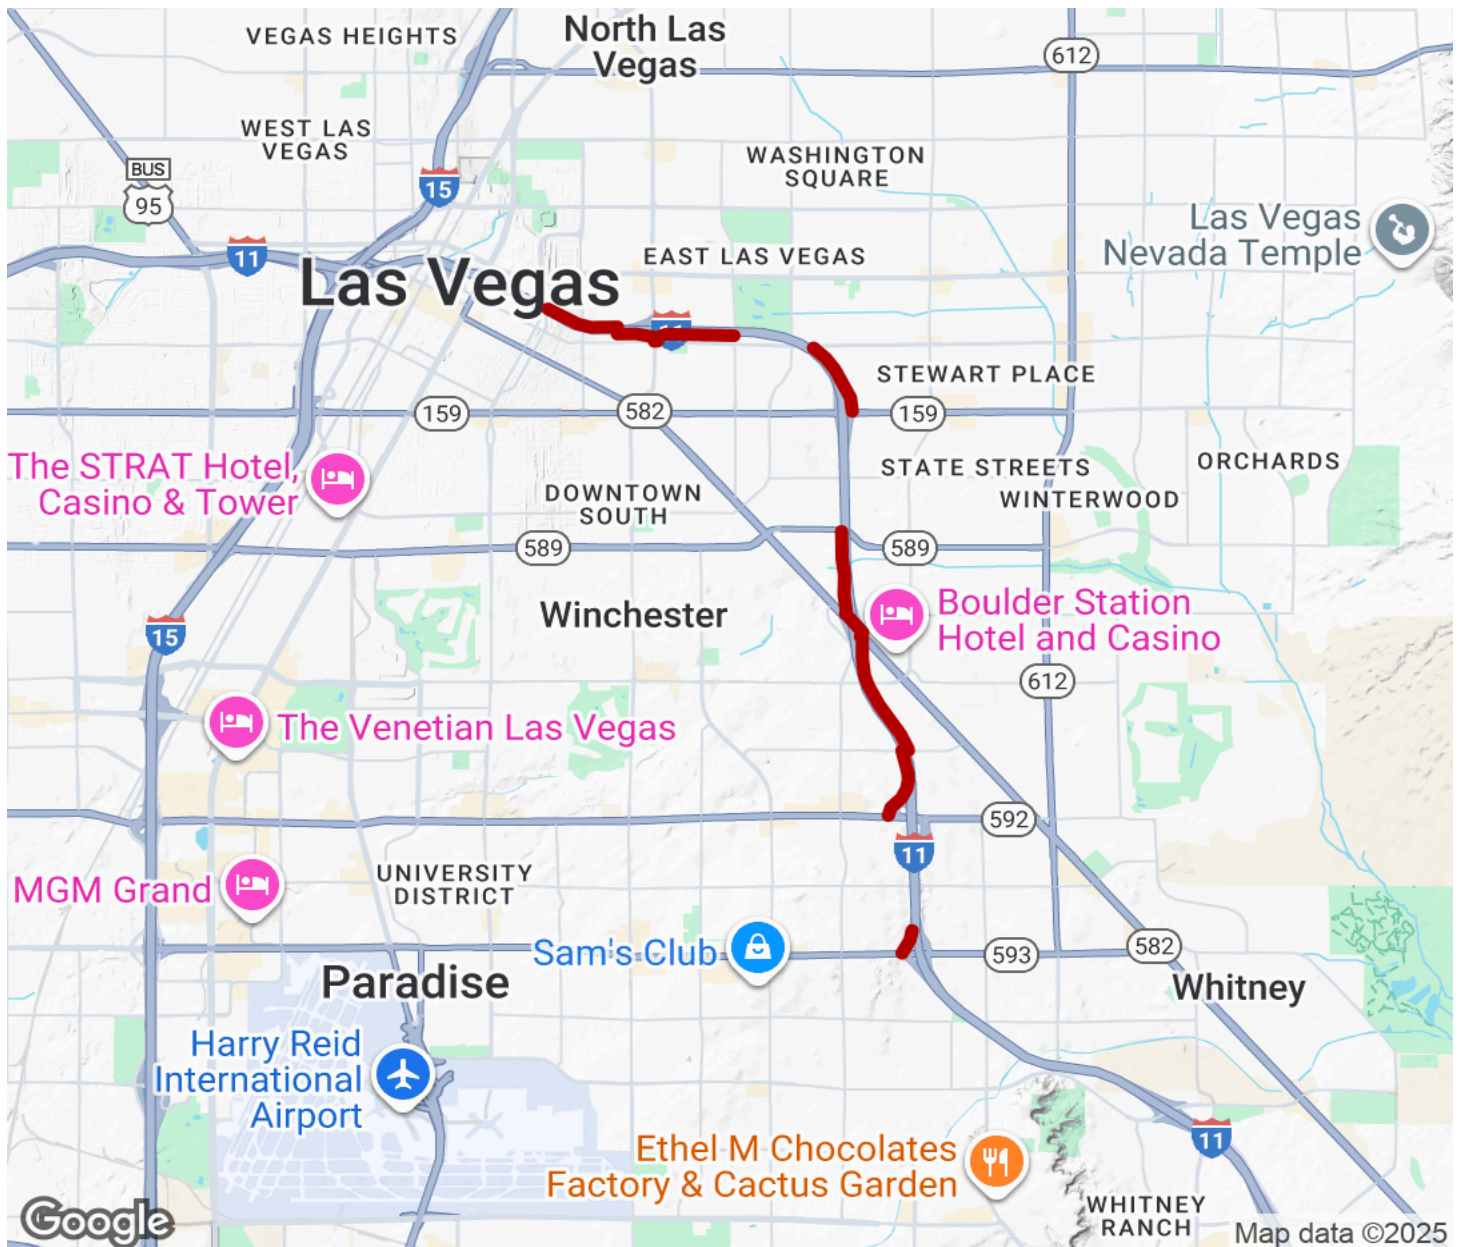 VEGAS HEIGHTS
North Las
Vegas
612
WEST LAS
VEGAS
WASHINGTON
SQUARE
BUS
95
15
Las Vegas
Nevada Temple
11
EAST LAS VEGAS
Las Vegas
11
STEWART PLACE
159
582
159
The STRAT Hotel,
Casino & Tower
STATE STREETS
ORCHARDS
WINTERWOOD
DOWNTOWN
SOUTH
589
589
Winchester
Boulder Station
Hotel and Casino
15
612
The Venetian Las Vegas
592
11
UNIVERSITY
DISTRICT
MGM Grand
Sam's Club
593
582
Paradise
Whitney
Harry Reid
International
Airport
11
Ethel M Chocolates
Factory & Cactus Garden
WHITNEY
RANCH
Google
Map data ©2025